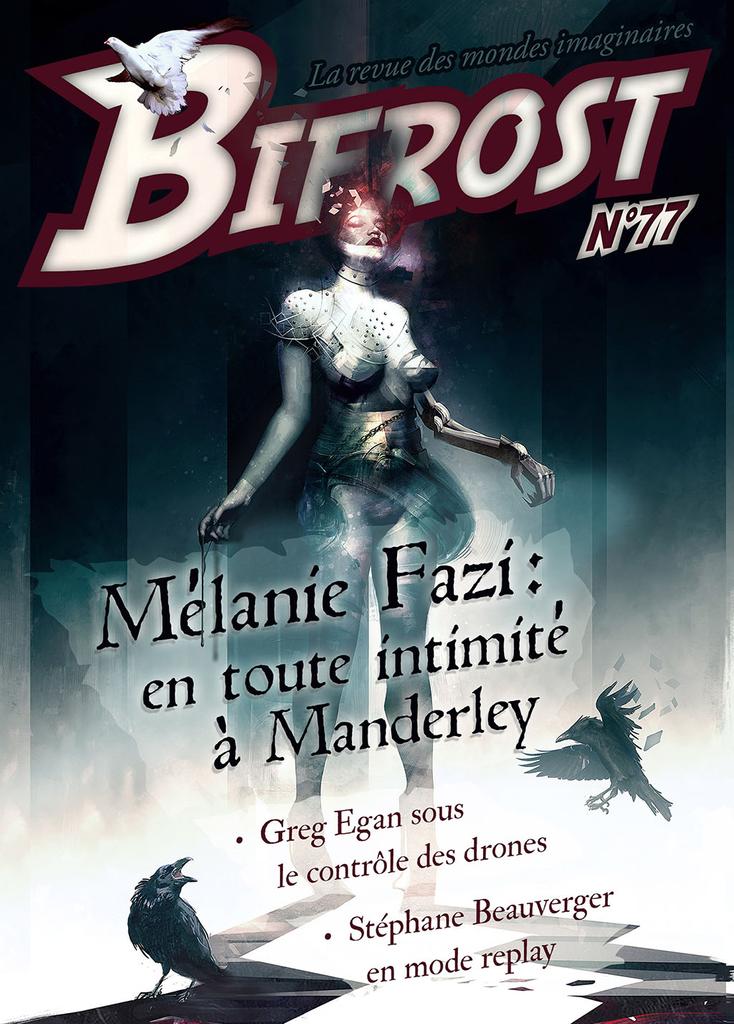 La revue des mondes imaginaires
BIFROST
N°77
Mélanie Fazi :
en toute intimité
à Manderley
• Greg Egan sous
le contrôle des drones
• Stéphane Beauverger
en mode replay